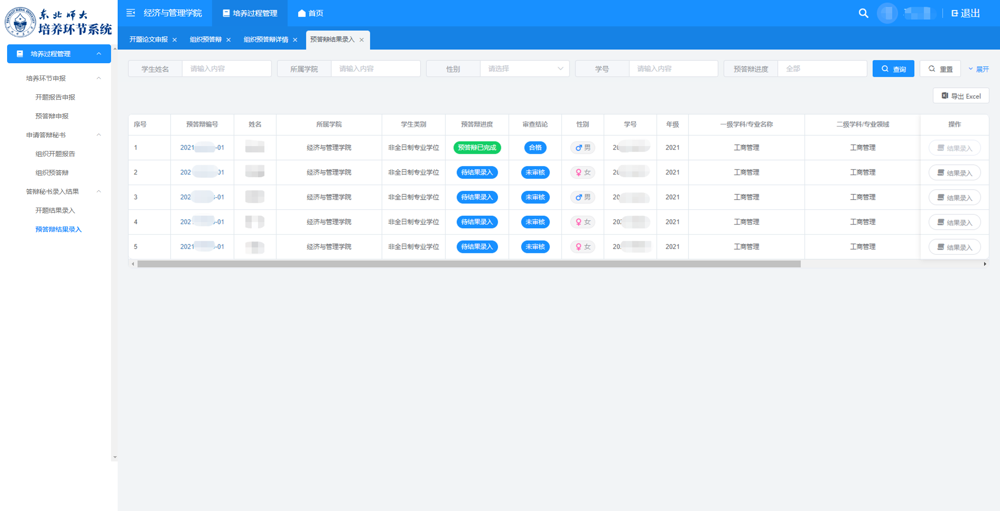 东北师大
培养环节系统
经济与管理学院
培养过程管理
首页
退出
开题论文申报
组织预答辩
组织预答辩详情
预答辩结果录入
培养过程管理
培养环节申报
开题报告申报
预答辩申报
申请答辩秘书
组织开题报告
组织预答辩
答辩秘书录入结果
开题结果录入
预答辩结果录入
学生姓名 请输入内容 所属学院 请输入内容 性别 请选择 学号 请输入内容 预答辩进度 全部 查询 重置 展开
导出 Excel
序号 预答辩编号 姓名 所属学院 学生类别 预答辩进度 审查结论 性别 学号 年级 一级学科/专业名称 二级学科/专业领域 操作
1 2021 -01 经济与管理学院 非全日制专业学位 预答辩已完成 合格 男 20 2021 工商管理 工商管理 结果录入
2 202 01 经济与管理学院 非全日制专业学位 待结果录入 未审核 女 20 2021 工商管理 工商管理 结果录入
3 202 -01 经济与管理学院 非全日制专业学位 待结果录入 未审核 男 20 2021 工商管理 工商管理 结果录入
4 202 -01 经济与管理学院 非全日制专业学位 待结果录入 未审核 女 20 2021 工商管理 工商管理 结果录入
5 2021 -01 经济与管理学院 非全日制专业学位 待结果录入 未审核 女 20 2021 工商管理 工商管理 结果录入